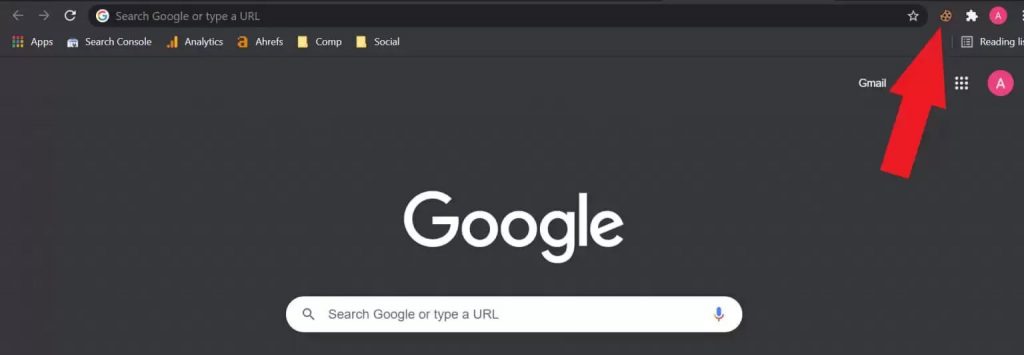 Search Google or type a URL
A
Apps Search Console Analytics Ahrefs Comp Social Reading lis
Gmail A
Google
Search Google or type a URL